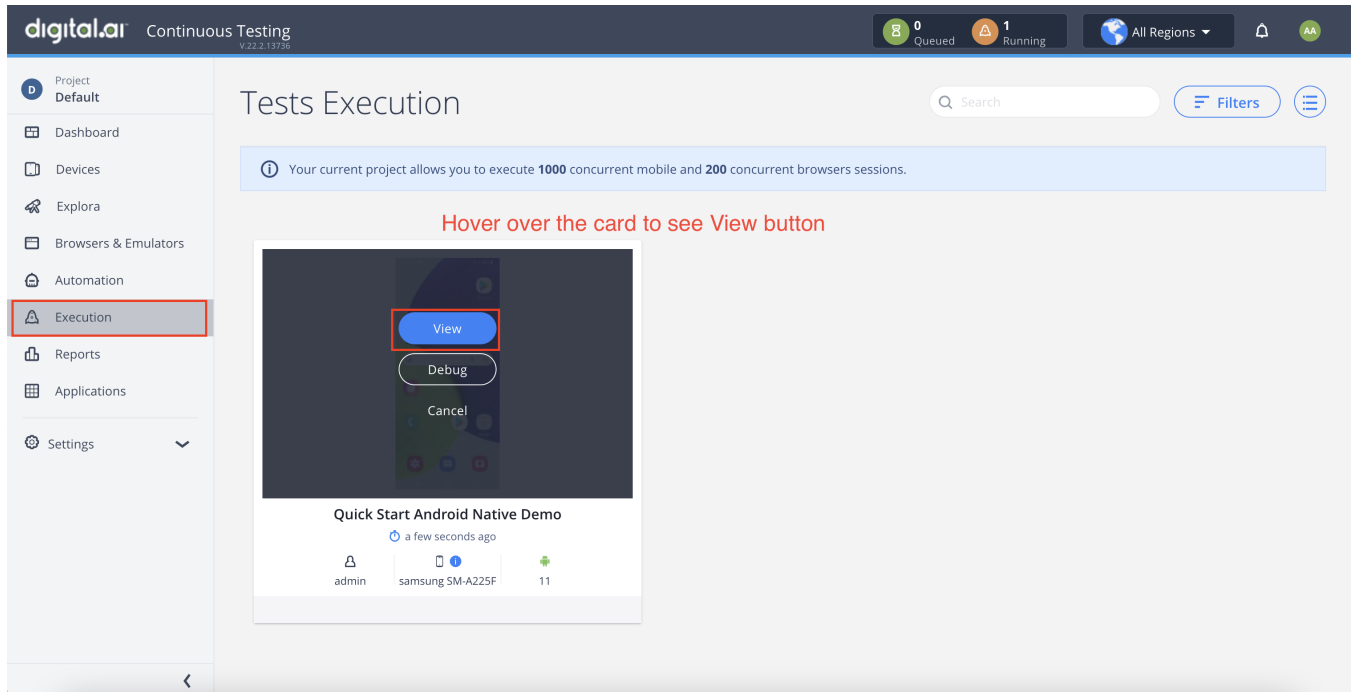 digital.ai Continuous Testing
V.22.2.13736
0
Queued
1
Running
All Regions
AA
D
Project
Default
Dashboard
Devices
Explora
Browsers & Emulators
Automation
Execution
Reports
Applications
Settings
Tests Execution
Search
Filters
Your current project allows you to execute 1000 concurrent mobile and 200 concurrent browsers sessions.
Hover over the card to see View button
View
Debug
Cancel
Quick Start Android Native Demo
a few seconds ago
admin
samsung SM-A225F
11